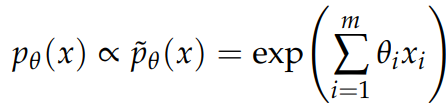 p_θ(x) ∝ p̃_θ(x) = exp( ∑_{i=1}^{m} θ_i x_i )